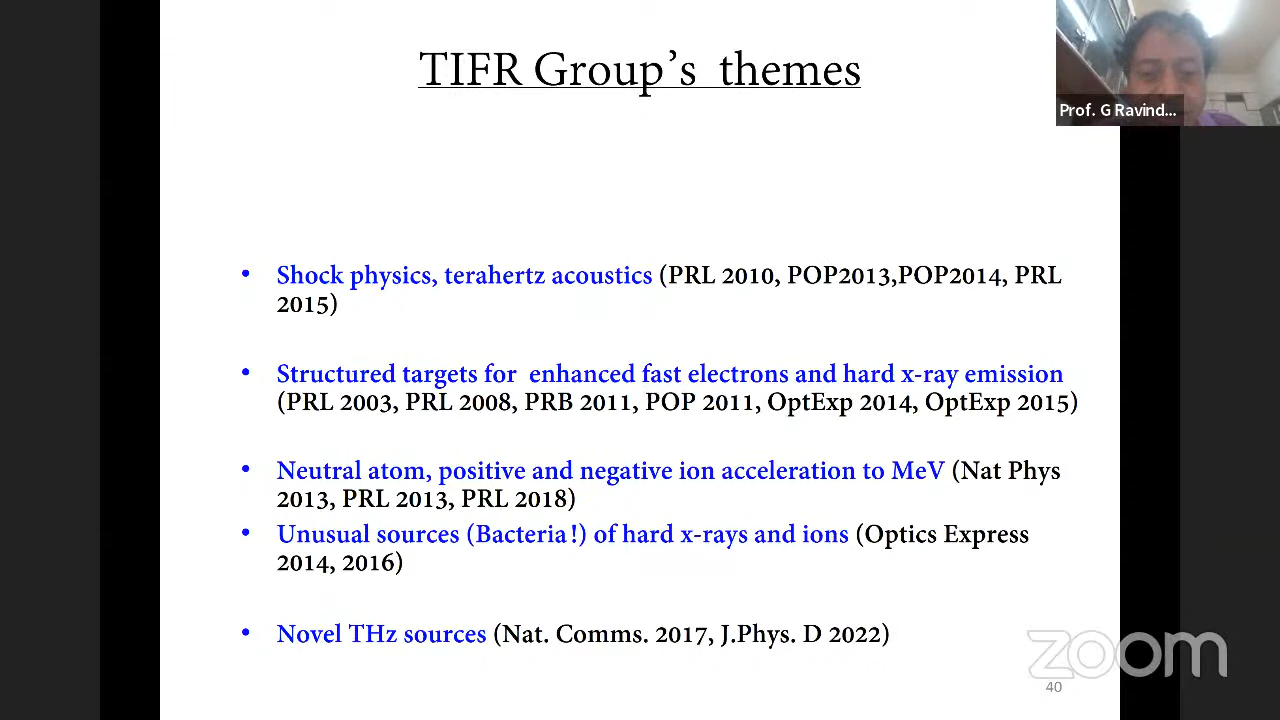 TIFR Group’s themes
Prof. G Ravind...
• Shock physics, terahertz acoustics (PRL 2010, POP2013,POP2014, PRL
2015)
• Structured targets for enhanced fast electrons and hard x-ray emission
(PRL 2003, PRL 2008, PRB 2011, POP 2011, OptExp 2014, OptExp 2015)
• Neutral atom, positive and negative ion acceleration to MeV (Nat Phys
2013, PRL 2013, PRL 2018)
• Unusual sources (Bacteria!) of hard x-rays and ions (Optics Express
2014, 2016)
• Novel THz sources (Nat. Comms. 2017, J.Phys. D 2022)
zoom
40